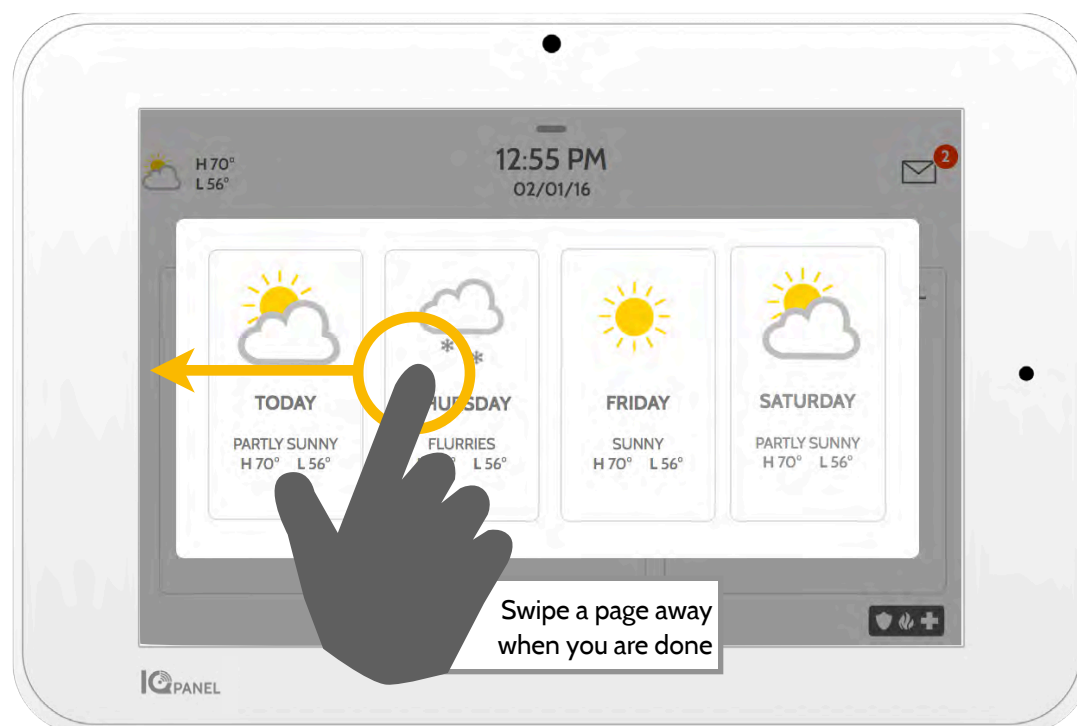 H 70°
L 56°
12:55 PM
02/01/16
2
TODAY
PARTLY SUNNY
H 70° L 56°
FLURRIES
L 56°
FRIDAY
SUNNY
H 70° L 56°
SATURDAY
PARTLY SUNNY
H 70° L 56°
Swipe a page away
when you are done
IQ PANEL